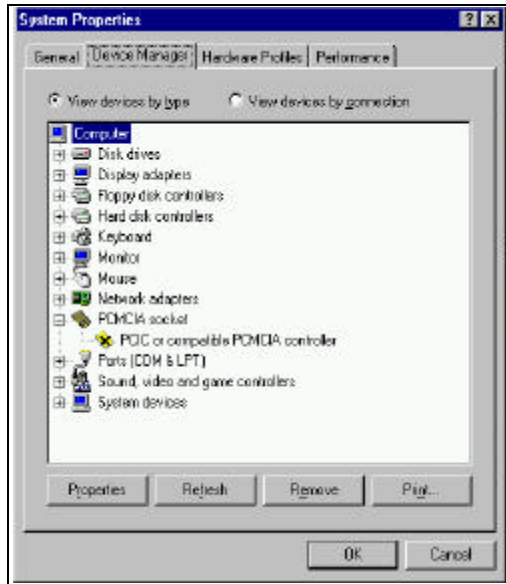 System Properties
General Device Manager Hardware Profiles Performance
View devices by type View devices by connection
Computer
Disk drives
Display adapters
Floppy disk controllers
Hard disk controllers
Keyboard
Monitor
Mouse
Network adapters
PCMCIA socket
PCIC or compatible PCMCIA controller
Ports (COM & LPT)
Sound, video and game controllers
System devices
Properties Refresh Remove Print...
OK Cancel